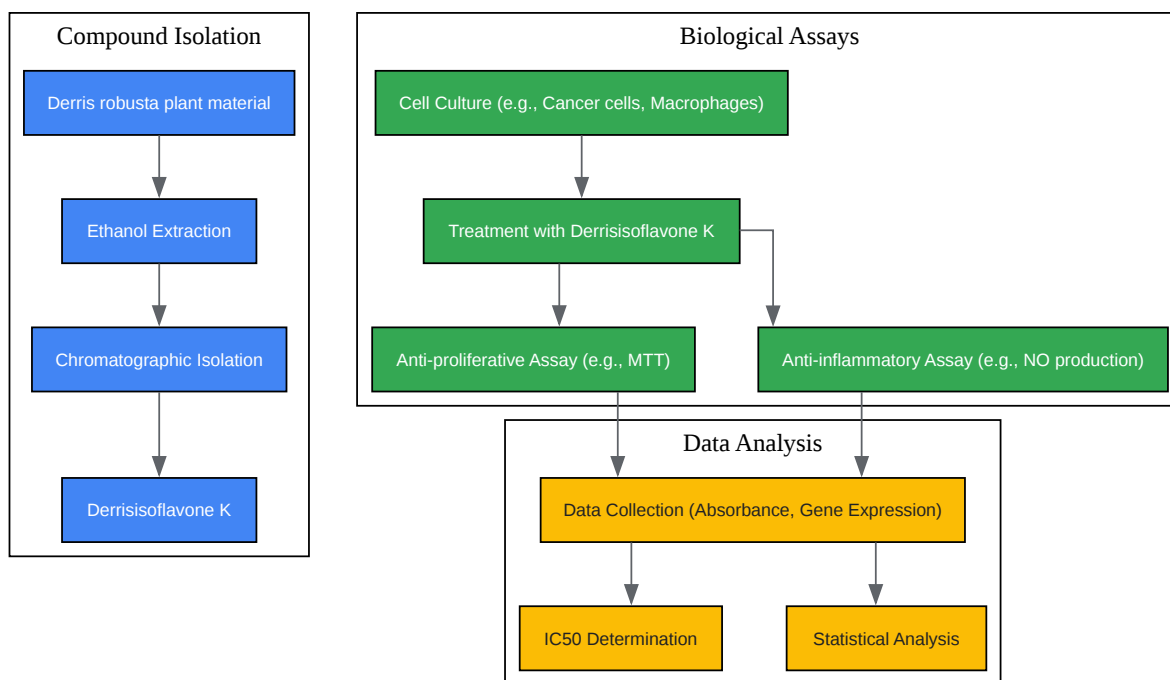 Compound Isolation
Derris robusta plant material
Ethanol Extraction
Chromatographic Isolation
Derrisisoflavone K
Biological Assays
Cell Culture (e.g., Cancer cells, Macrophages)
Treatment with Derrisisoflavone K
Anti-proliferative Assay (e.g., MTT)
Anti-inflammatory Assay (e.g., NO production)
Data Analysis
Data Collection (Absorbance, Gene Expression)
IC50 Determination
Statistical Analysis